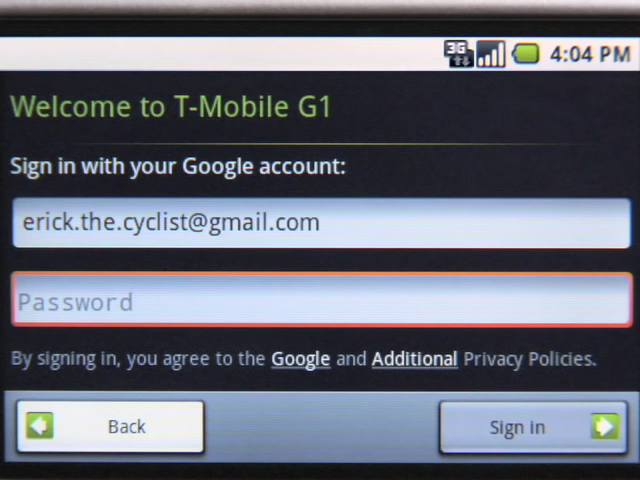 3G 4:04 PM
Welcome to T-Mobile G1
Sign in with your Google account:
erick.the.cyclist@gmail.com
Password
By signing in, you agree to the Google and Additional Privacy Policies.
Back Sign in